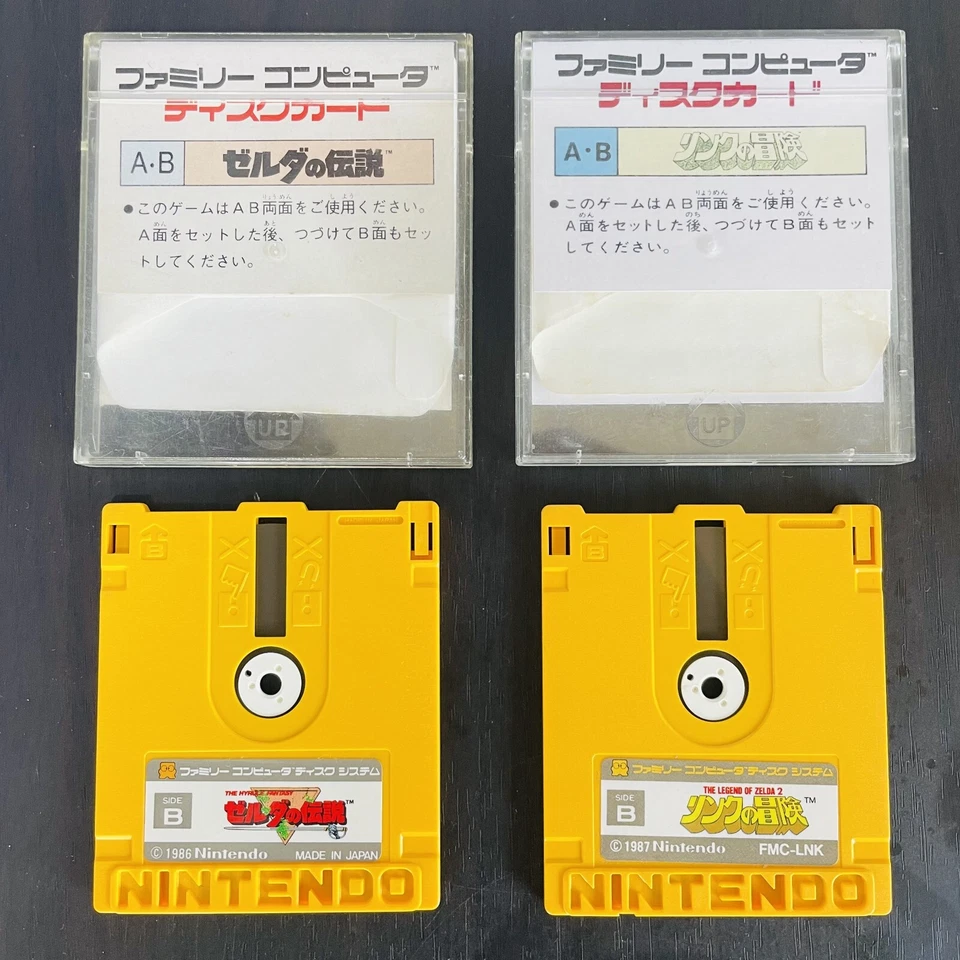 ファミリー コンピュータ™
ディスクカード
A・B ゼルダの伝説™
●このゲームはAB両面をご使用ください。
A面をセットした後、つづけてB面もセッ
トしてください。
UP
ファミリー コンピュータ™
ディスクカード
A・B リンクの冒険
●このゲームはAB両面をご使用ください。
A面をセットした後、つづけてB面もセット
してください。
UP
B
ファミリー コンピュータ™ディスク システム
THE HYRULE FANTASY
SIDE
B
ゼルダの伝説™
©1986 Nintendo MADE IN JAPAN
NINTENDO
B
ファミリー コンピュータ™ディスク システム
THE LEGEND OF ZELDA 2
SIDE
B
リンクの冒険™
©1987 Nintendo FMC-LNK
NINTENDO